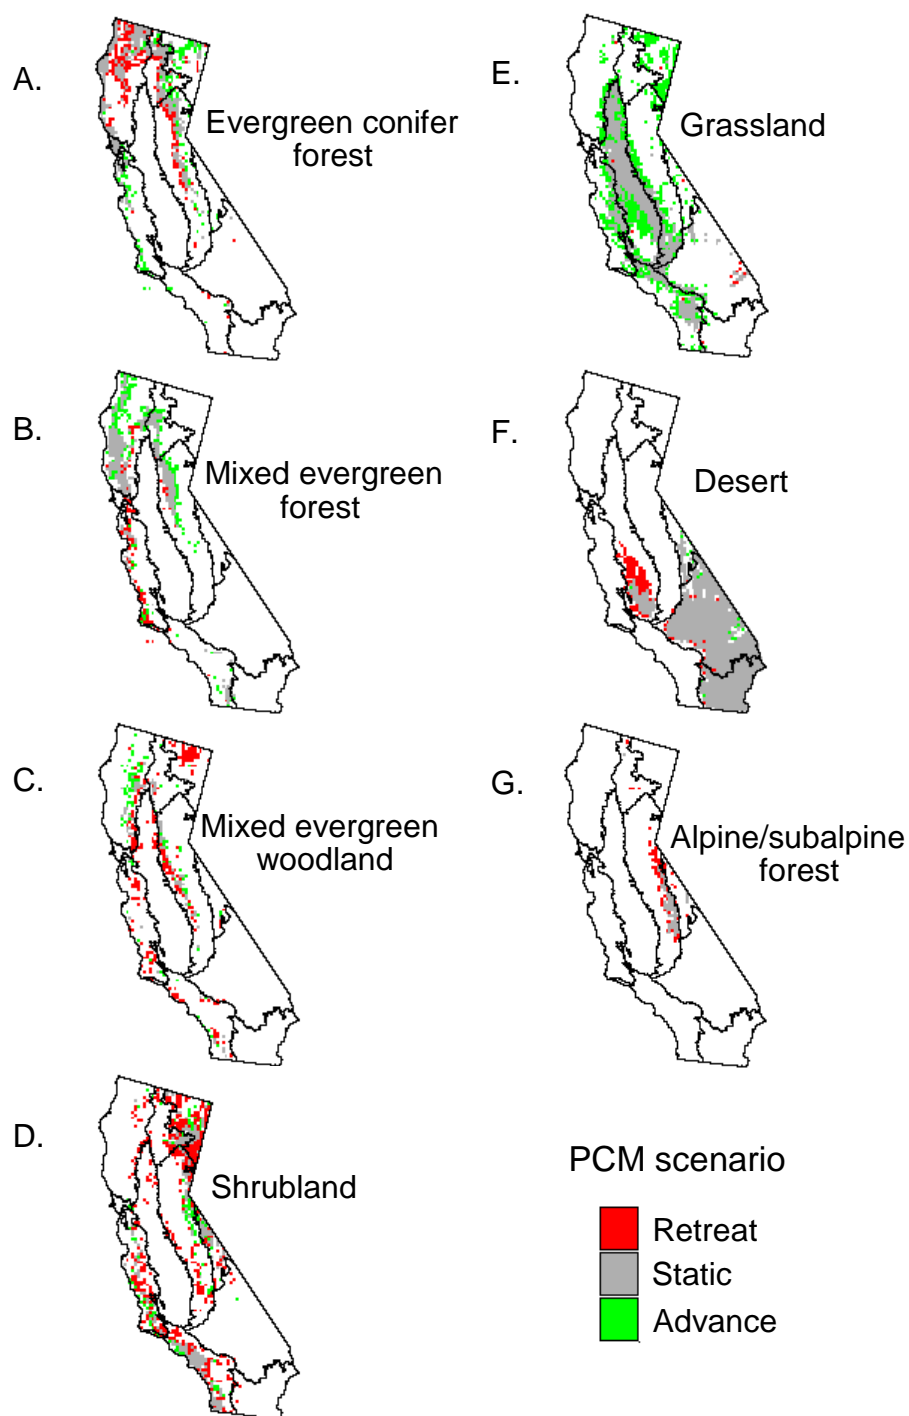 A.
Evergreen conifer
forest
B.
Mixed evergreen
forest
C.
Mixed evergreen
woodland
D.
Shrubland
E.
Grassland
F.
Desert
G.
Alpine/subalpine
forest
PCM scenario
Retreat
Static
Advance